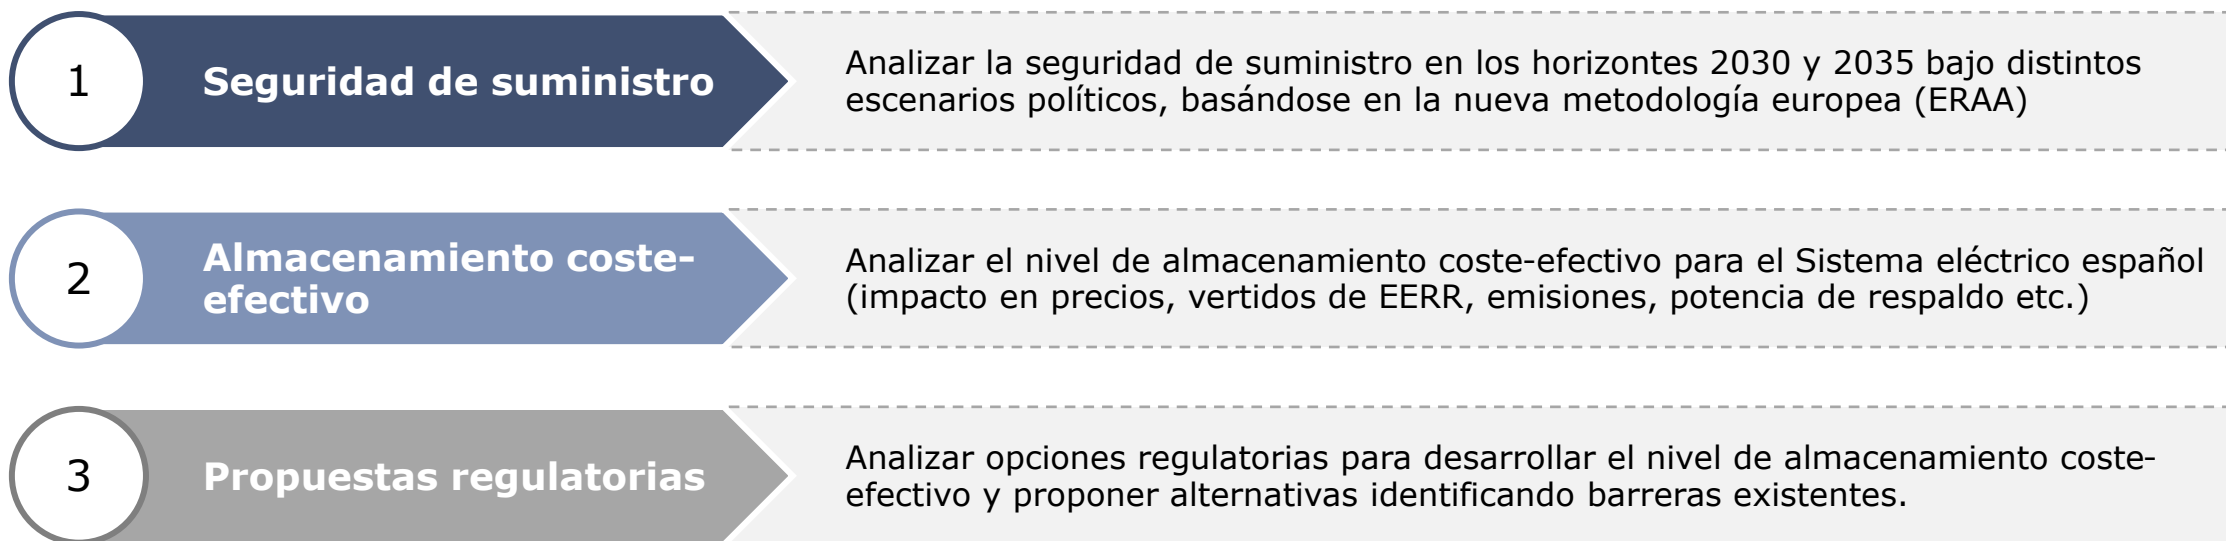 1
Seguridad de suministro
Analizar la seguridad de suministro en los horizontes 2030 y 2035 bajo distintos
escenarios políticos, basándose en la nueva metodología europea (ERAA)
2
Almacenamiento coste-
efectivo
Analizar el nivel de almacenamiento coste-efectivo para el Sistema eléctrico español
(impacto en precios, vertidos de EERR, emisiones, potencia de respaldo etc.)
3
Propuestas regulatorias
Analizar opciones regulatorias para desarrollar el nivel de almacenamiento coste-
efectivo y proponer alternativas identificando barreras existentes.